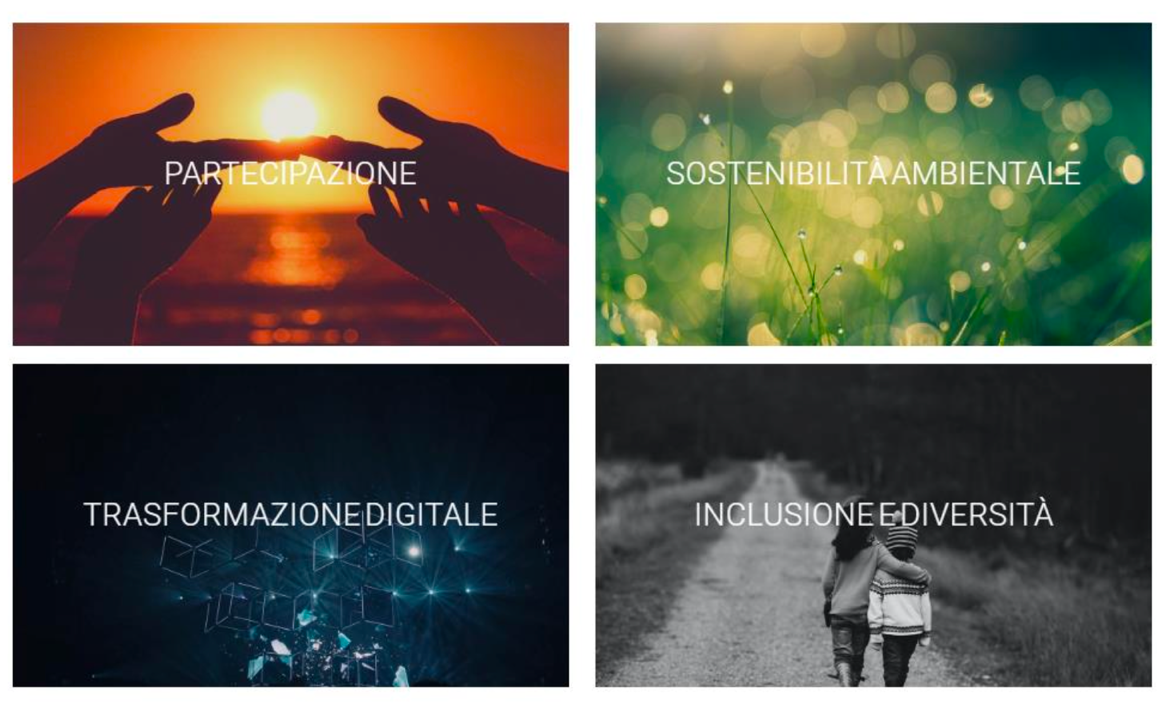 PARTECIPAZIONE
SOSTENIBILITÀ AMBIENTALE
TRASFORMAZIONE DIGITALE
INCLUSIONE E DIVERSITÀ